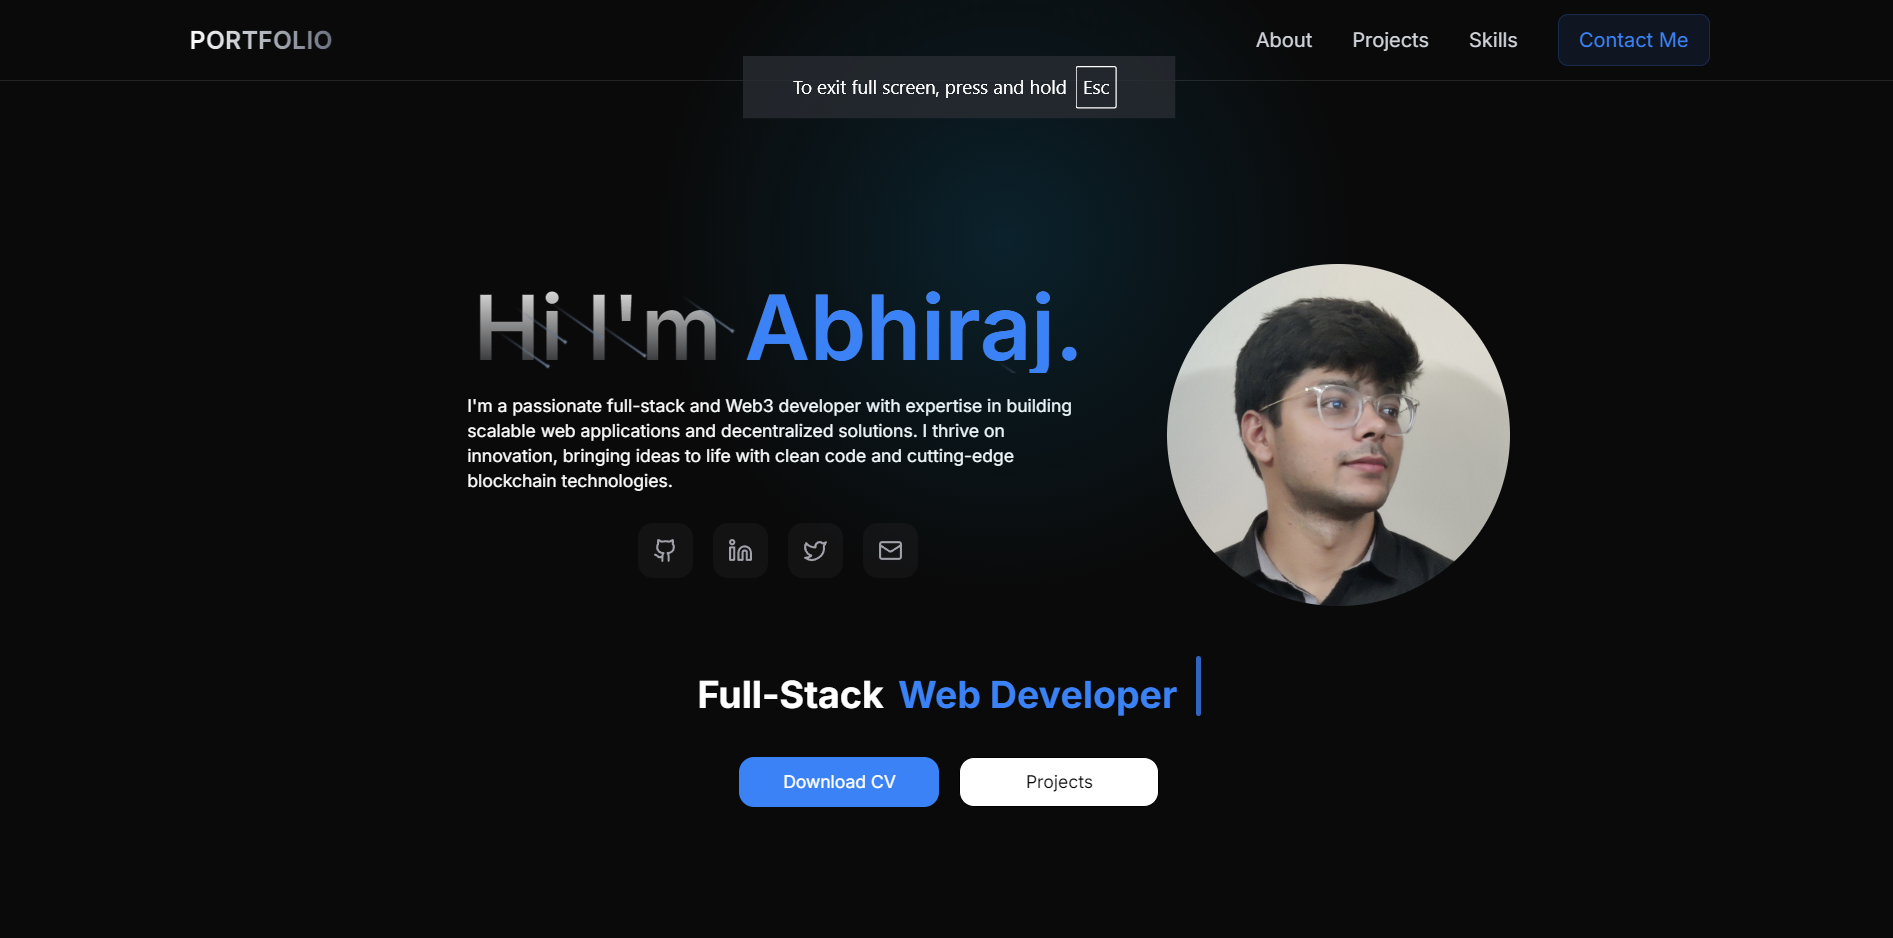 PORTFOLIO
About Projects Skills Contact Me
To exit full screen, press and hold Esc
Hi I'm Abhiraj.
I'm a passionate full-stack and Web3 developer with expertise in building
scalable web applications and decentralized solutions. I thrive on
innovation, bringing ideas to life with clean code and cutting-edge
blockchain technologies.
in
Full-Stack Web Developer
Download CV Projects